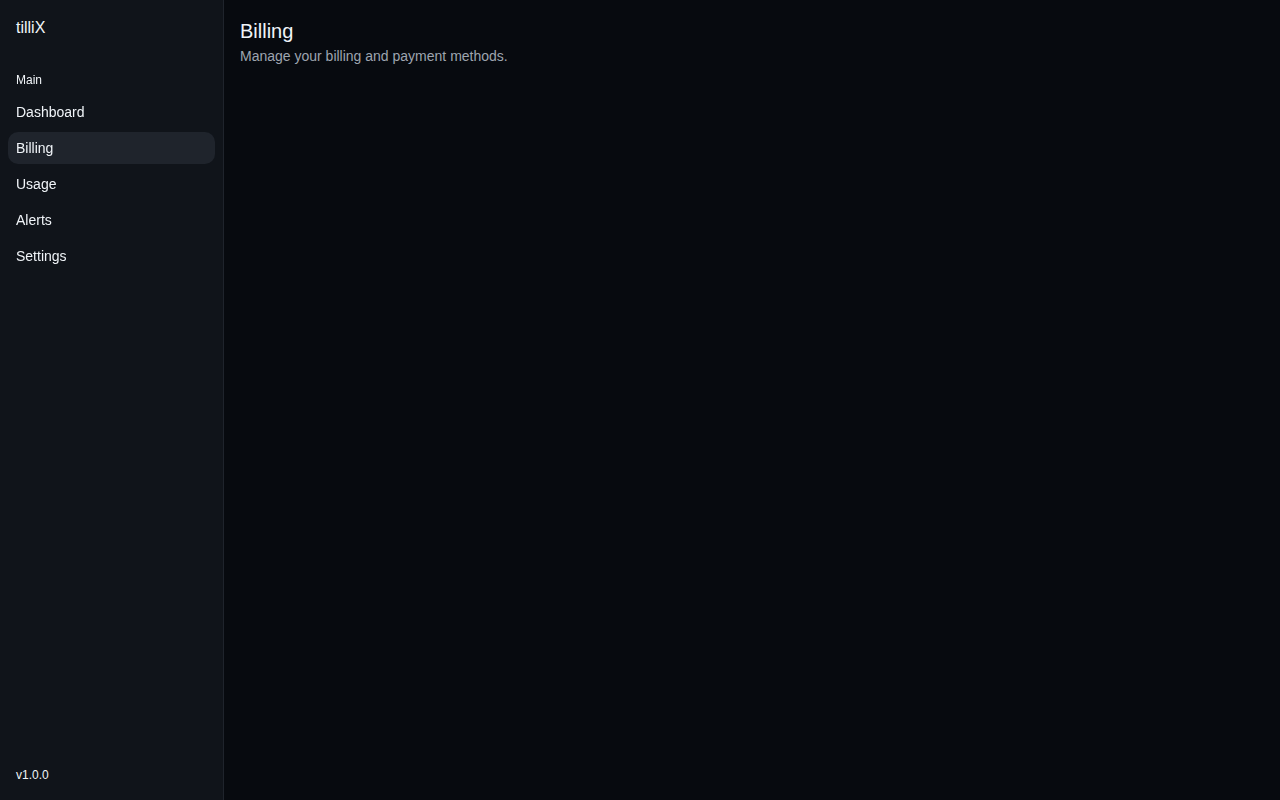 tilliX
Main
Dashboard
Billing
Usage
Alerts
Settings
v1.0.0
Billing
Manage your billing and payment methods.